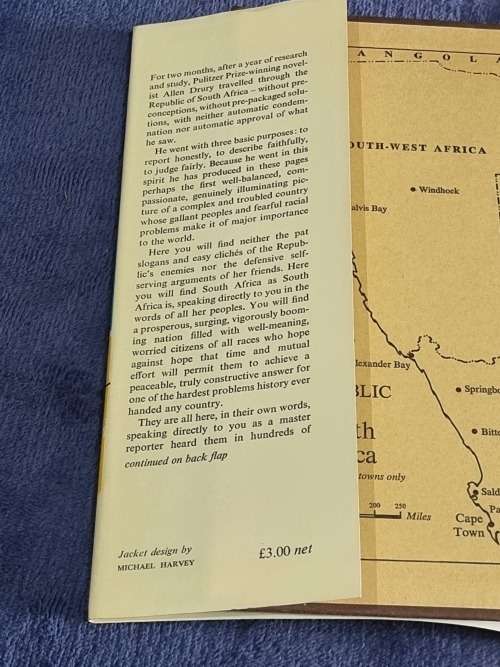 For two months, after a year of research
and study, Pulitzer Prize-winning novel-
ist Allen Drury travelled through the
Republic of South Africa – without pre-
conceptions, without pre-packaged solu-
tions, with neither automatic condem-
nation nor automatic approval of what
he saw.
He went with three basic purposes: to
report honestly, to describe faithfully,
to judge fairly. Because he went in this
spirit he has produced in these pages
perhaps the first well-balanced, com-
passionate, genuinely illuminating pic-
ture of a complex and troubled country
whose gallant peoples and fearful racial
problems make it of major importance
to the world.
Here you will find neither the pat
slogans and easy clichés of the Repub-
lic's enemies nor the defensive self-
serving arguments of her friends. Here
you will find South Africa as South
Africa is, speaking directly to you in the
words of all her peoples. You will find
a prosperous, surging, vigorously boom-
ing nation filled with well-meaning,
worried citizens of all races who hope
against hope that time and mutual
effort will permit them to achieve a
peaceable, truly constructive answer for
one of the hardest problems history ever
handed any country.
They are all here, in their own words,
speaking directly to you as a master
reporter heard them in hundreds of
continued on back flap
Jacket design by
MICHAEL HARVEY
£3.00 net
ANGOLA
OUTH-WEST AFRICA
Windhoek
alvis Bay
lexander Bay
BLIC
Springbo
Bitte
th
ca
towns only
200 250
Miles
Sald
Pa
Cape
Town